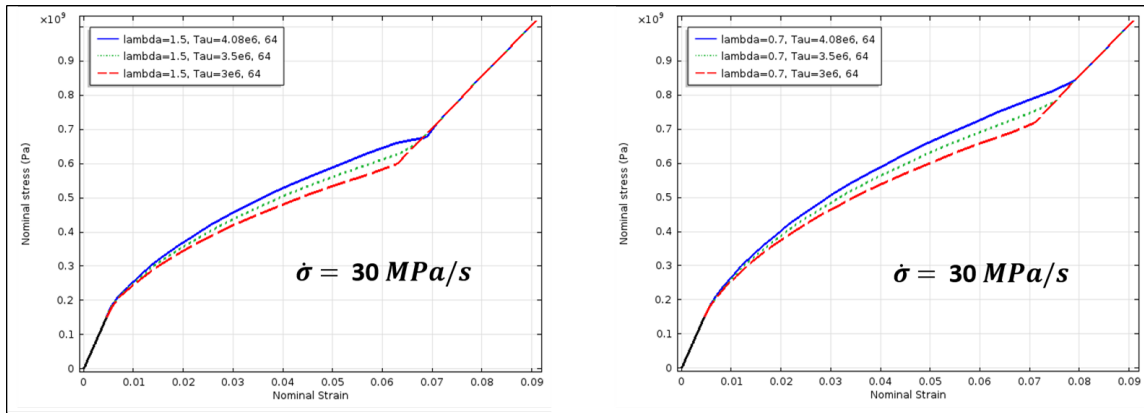 ×10⁹
lambda=1.5, Tau=4.08e6, 64
lambda=1.5, Tau=3.5e6, 64
lambda=1.5, Tau=3e6, 64
0.9
0.8
0.7
0.6
0.5
0.4
0.3
0.2
0.1
0
Nominal stress (Pa)
σ̇ = 30 MPa/s
0 0.01 0.02 0.03 0.04 0.05 0.06 0.07 0.08 0.09
Nominal Strain
×10⁹
lambda=0.7, Tau=4.08e6, 64
lambda=0.7, Tau=3.5e6, 64
lambda=0.7, Tau=3e6, 64
0.9
0.8
0.7
0.6
0.5
0.4
0.3
0.2
0.1
0
Nominal stress (Pa)
σ̇ = 30 MPa/s
0 0.01 0.02 0.03 0.04 0.05 0.06 0.07 0.08 0.09
Nominal Strain